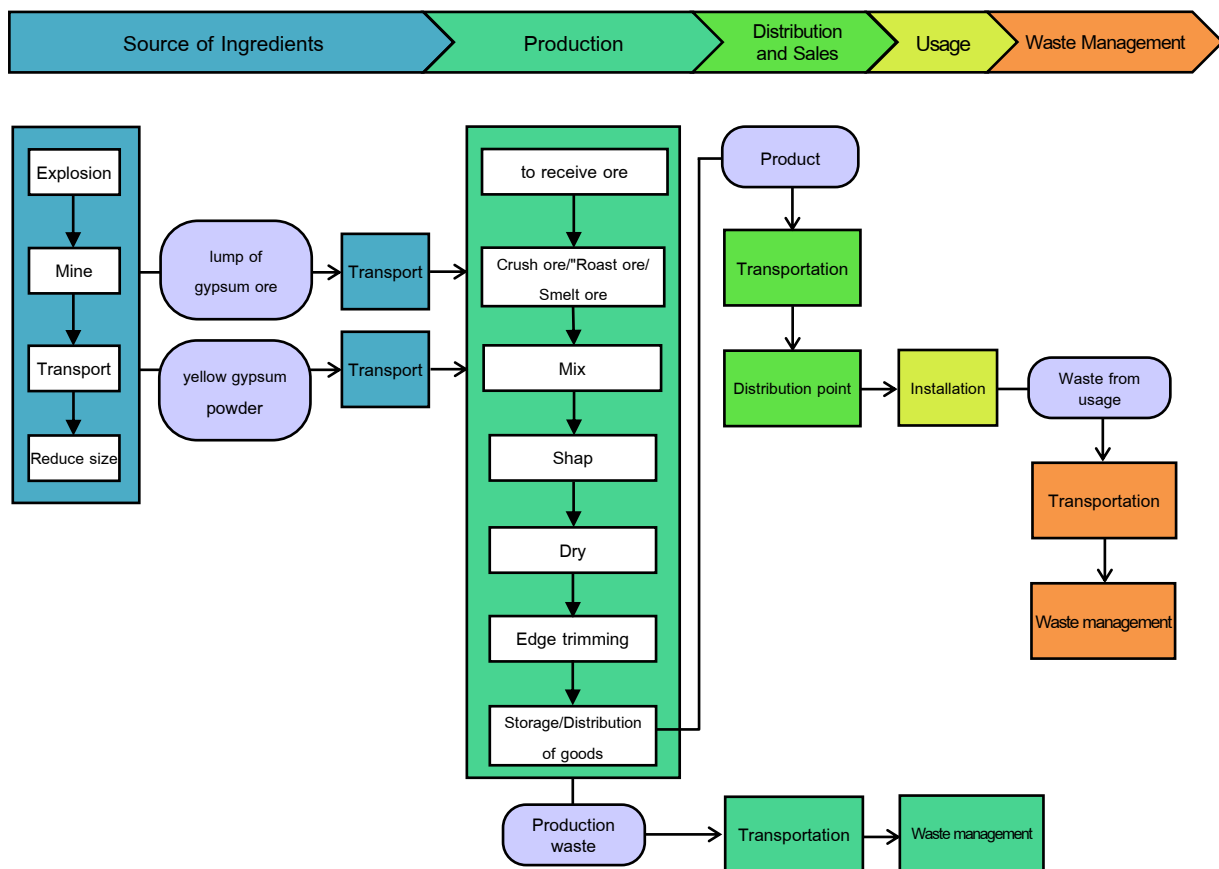 Source of Ingredients
Production
Distribution
and Sales
Usage
Waste Management
Explosion
Mine
Transport
Reduce size
lump of
gypsum ore
yellow gypsum
powder
Transport
Transport
to receive ore
Crush ore/"Roast ore/
Smelt ore
Mix
Shap
Dry
Edge trimming
Storage/Distribution
of goods
Product
Transportation
Distribution point
Installation
Waste from
usage
Transportation
Waste management
Production
waste
Transportation
Waste management